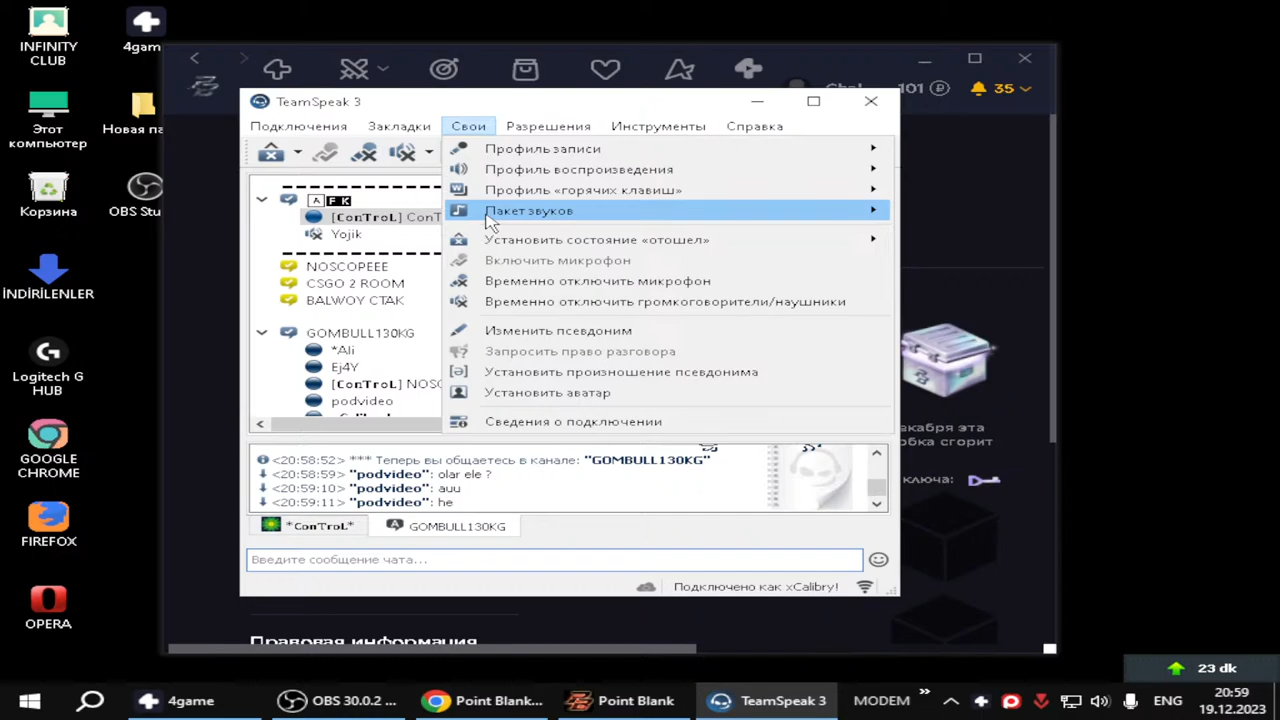 INFINITY
CLUB
4gam
Этот
компьютер
Новая па
Корзина
OBS Stu
İNDİRİLENLER
Logitech G
HUB
GOOGLE
CHROME
FIREFOX
OPERA
101
35
TeamSpeak 3
Подключения Закладки Свои Разрешения Инструменты Справка
Профиль записи
Профиль воспроизведения
Профиль «горячих клавиш»
Пакет звуков
Установить состояние «отошел»
Включить микрофон
Временно отключить микрофон
Временно отключить громкоговорители/наушники
Изменить псевдоним
Запросить право разговора
Установить произношение псевдонима
Установить аватар
Сведения о подключении
A F K
[ConTroL] ConT
Yojik
NOSCOPEEE
CSGO 2 ROOM
BALWOY CTAK
GOMBULL130KG
*Ali
Ej4Y
[ConTroL] NOSC
podvideo
<20:58:52> *** Теперь вы общаетесь в канале: "GOMBULL130KG"
<20:58:59> "podvideo": olar ele ?
<20:59:10> "podvideo": auu
<20:59:11> "podvideo": he
*ConTroL*
GOMBULL130KG
Введите сообщение чата...
Подключено как xCalibry!
екабря эта
бка сгорит
ключа:
Правовая информация
23 dk
4game
OBS 30.0.2 ...
Point Blank...
Point Blank
TeamSpeak 3
MODEM
ENG
20:59
19.12.2023